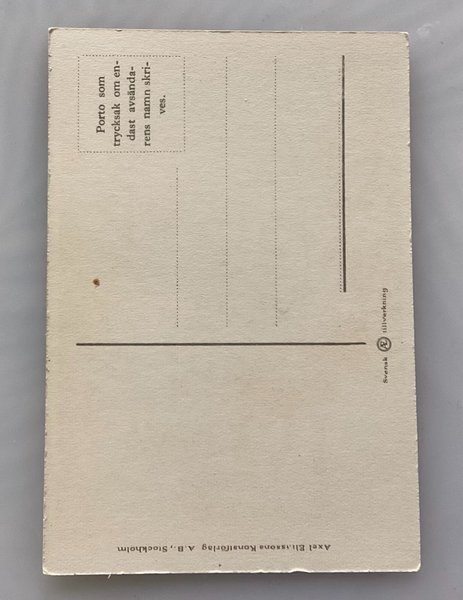 Porto som
trycksak om en-
dast avsända-
rens namn skri-
ves.
Svensk Æ tillverkning
Axel Eliassons Konstförlag A.B., Stockholm